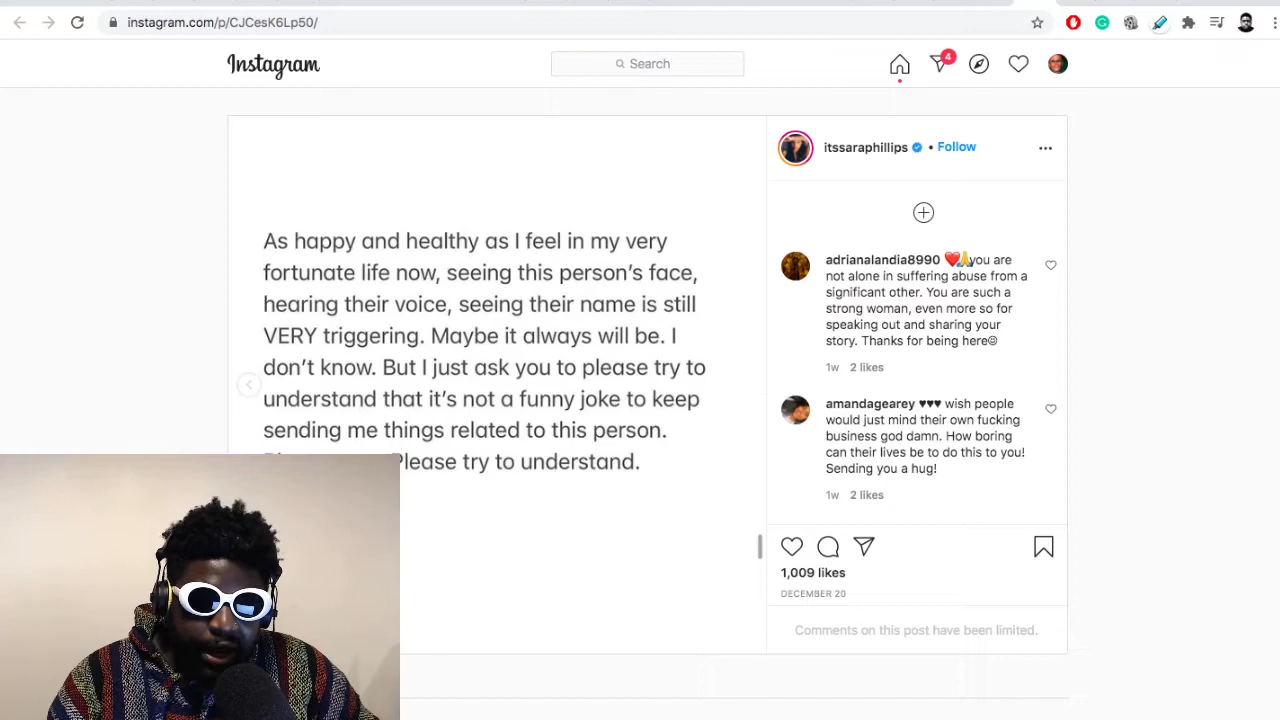 instagram.com/p/CJCesK6Lp50/
Instagram
Search
4
As happy and healthy as I feel in my very
fortunate life now, seeing this person's face,
hearing their voice, seeing their name is still
VERY triggering. Maybe it always will be. I
don't know. But I just ask you to please try to
understand that it's not a funny joke to keep
sending me things related to this person.
Please try to understand.
itssaraphillips • Follow
adrianalandia8990 ❤️🙏you are
not alone in suffering abuse from a
significant other. You are such a
strong woman, even more so for
speaking out and sharing your
story. Thanks for being here☺
1w 2 likes
amandagearey ♥♥♥ wish people
would just mind their own fucking
business god damn. How boring
can their lives be to do this to you!
Sending you a hug!
1w 2 likes
1,009 likes
DECEMBER 20
Comments on this post have been limited.